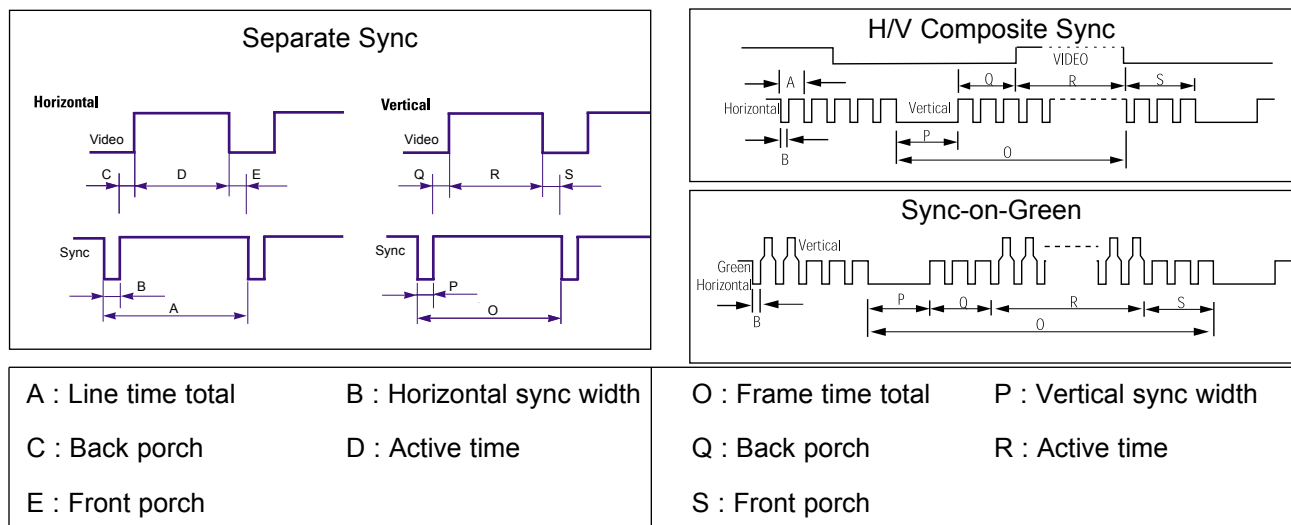 Separate Sync
Horizontal
Video
C D E
Sync
B
A
Vertical
Q R S
Sync
P
O
H/V Composite Sync
VIDEO
A Q R S
Horizontal Vertical
P
B O
Sync-on-Green
Vertical
Green
Horizontal
B P Q R S
O
A : Line time total B : Horizontal sync width
C : Back porch D : Active time
E : Front porch
O : Frame time total P : Vertical sync width
Q : Back porch R : Active time
S : Front porch